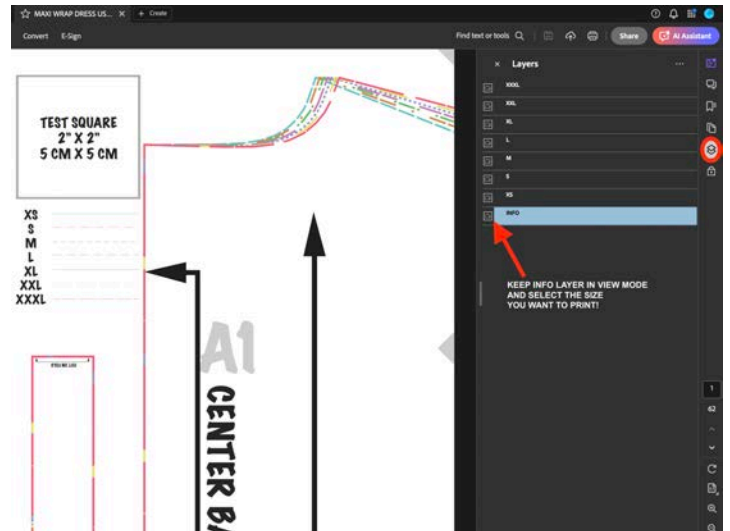 MAXI WRAP DRESS US... × + Create
Convert E-Sign
Find text or tools
Share
AI Assistant
× Layers ...
XXXL
XXL
XL
L
M
S
XS
INFO
KEEP INFO LAYER IN VIEW MODE
AND SELECT THE SIZE
YOU WANT TO PRINT!
TEST SQUARE
2" X 2"
5 CM X 5 CM
XS
S
M
L
XL
XXL
XXXL
A1
CENTER BA
1
62